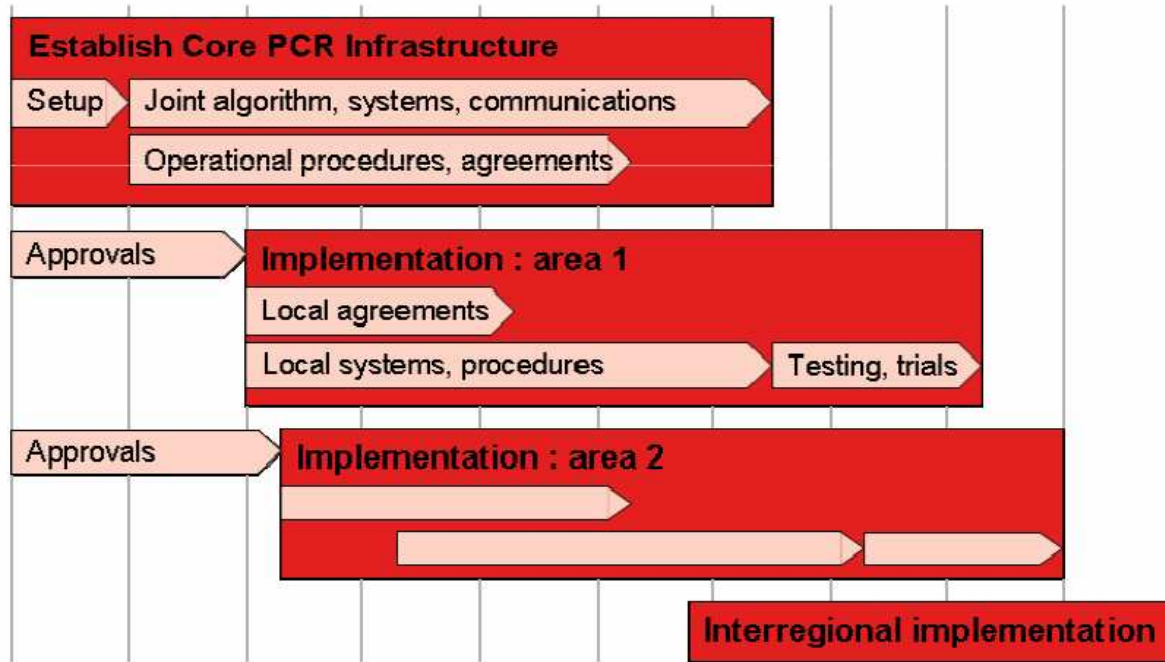 Establish Core PCR Infrastructure
Setup
Joint algorithm, systems, communications
Operational procedures, agreements
Approvals
Implementation : area 1
Local agreements
Local systems, procedures
Testing, trials
Approvals
Implementation : area 2
Interregional implementation